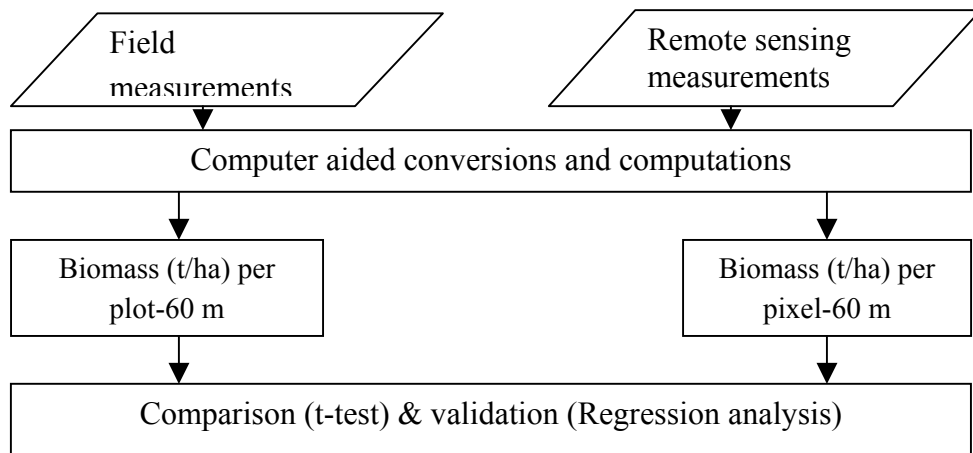 Field
measurements
Remote sensing
measurements
Computer aided conversions and computations
Biomass (t/ha) per
plot-60 m
Biomass (t/ha) per
pixel-60 m
Comparison (t-test) & validation (Regression analysis)